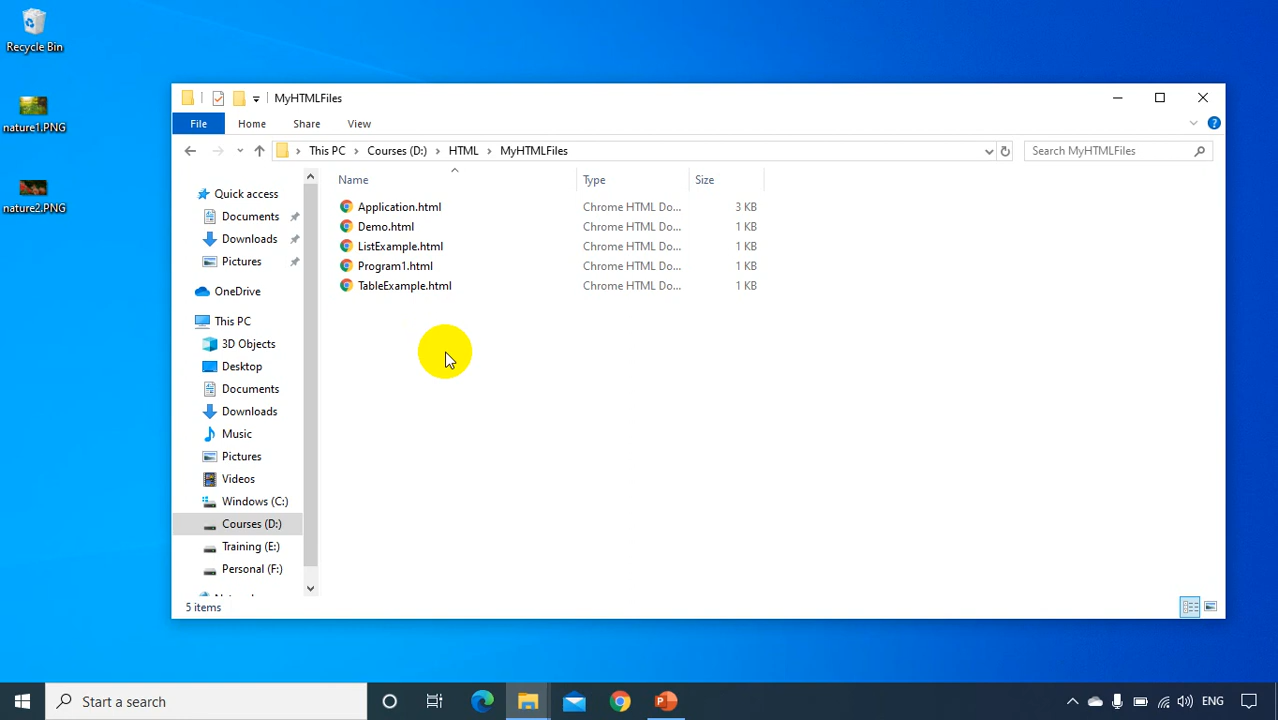 Recycle Bin
nature1.PNG
nature2.PNG
MyHTMLFiles
File Home Share View
This PC Courses (D:) HTML MyHTMLFiles
Search MyHTMLFiles
Quick access
Documents
Downloads
Pictures
OneDrive
This PC
3D Objects
Desktop
Documents
Downloads
Music
Pictures
Videos
Windows (C:)
Courses (D:)
Training (E:)
Personal (F:)
Name Type Size
Application.html Chrome HTML Do... 3 KB
Demo.html Chrome HTML Do... 1 KB
ListExample.html Chrome HTML Do... 1 KB
Program1.html Chrome HTML Do... 1 KB
TableExample.html Chrome HTML Do... 1 KB
5 items
Start a search
ENG